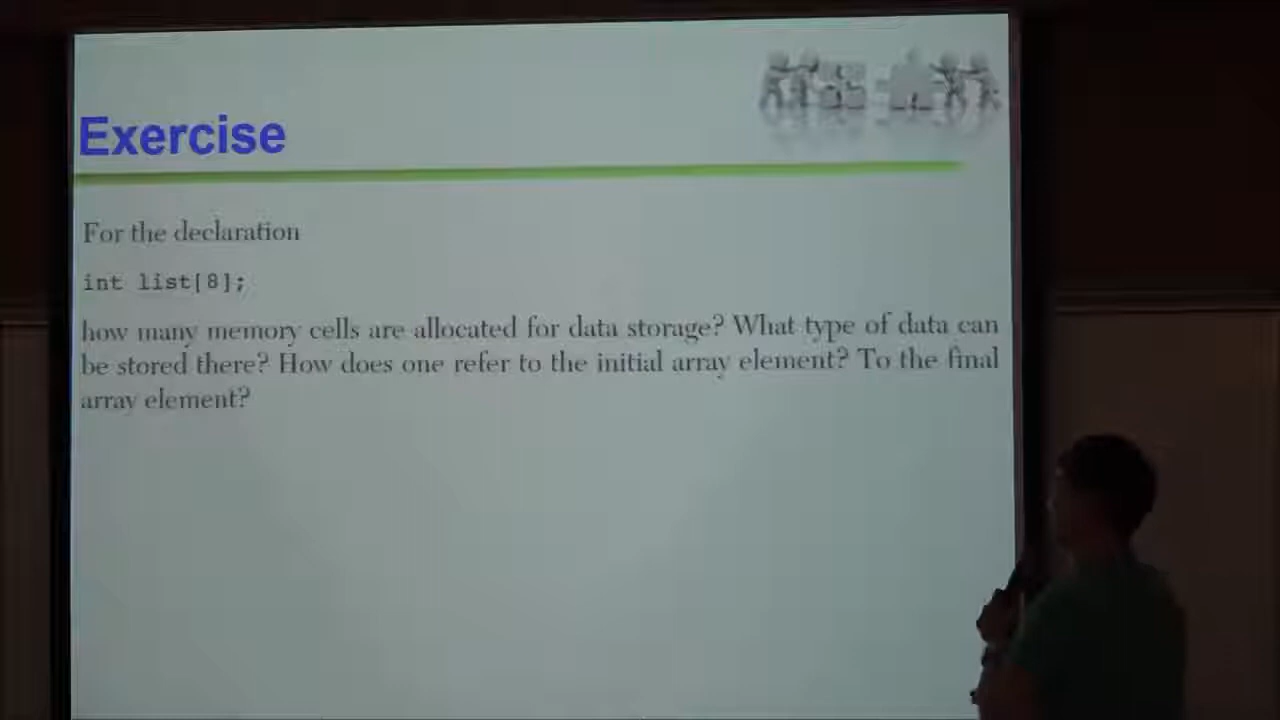 Exercise
For the declaration
int list[8];
how many memory cells are allocated for data storage? What type of data can
be stored there? How does one refer to the initial array element? To the final
array element?